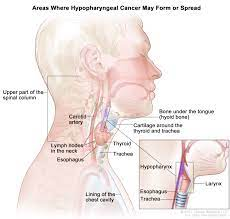 Areas Where Hypopharyngeal Cancer May Form or Spread
Upper part of the
spinal column
Carotid
artery
Lymph nodes
in the neck
Esophagus
Bone under the tongue
(hyoid bone)
Cartilage around the
thyroid and trachea
Thyroid
Trachea
Lining of the
chest cavity
Hypopharynx
Larynx
Esophagus
Trachea